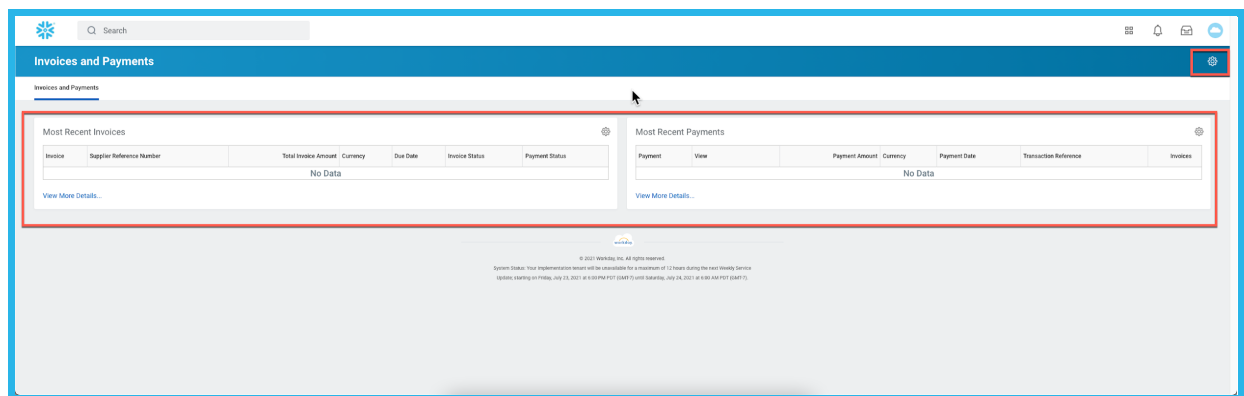 Search
Invoices and Payments
Invoices and Payments
Most Recent Invoices
Invoice Supplier Reference Number Total Invoice Amount Currency Due Date Invoice Status Payment Status
No Data
View More Details...
Most Recent Payments
Payment View Payment Amount Currency Payment Date Transaction Reference Invoices
No Data
View More Details...
workday
© 2021 Workday, Inc. All rights reserved.
System Status: Your implementation tenant will be unavailable for a maximum of 12 hours during the next Weekly Service
Update; starting on Friday, July 23, 2021 at 6:00 PM PDT (GMT-7) until Saturday, July 24, 2021 at 6:00 AM PDT (GMT-7).